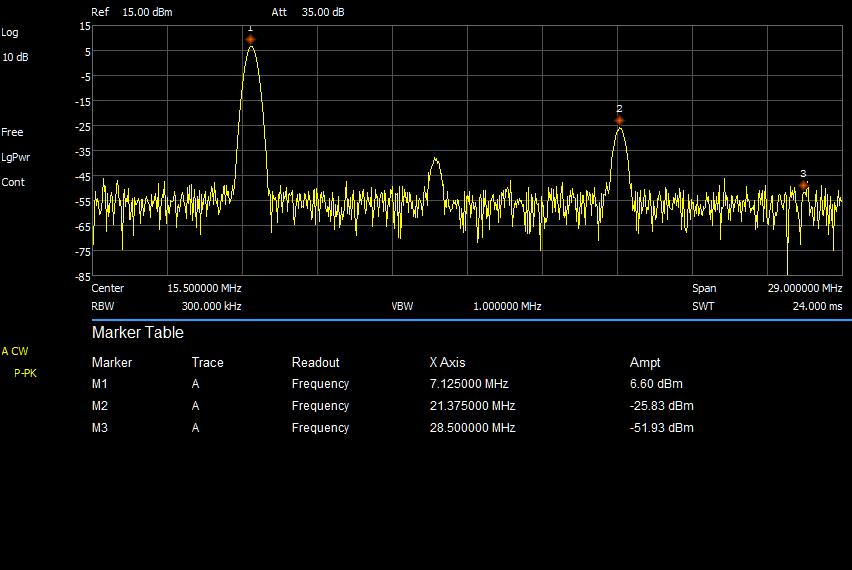 Ref 15.00 dBm Att 35.00 dB
Log
10 dB
Free
LgPwr
Cont
15
5
-5
-15
-25
-35
-45
-55
-65
-75
-85
1
2
3
Center 15.500000 MHz Span 29.000000 MHz
RBW 300.000 kHz VBW 1.000000 MHz SWT 24.000 ms
Marker Table
A CW
P-PK
Marker Trace Readout X Axis Ampt
M1 A Frequency 7.125000 MHz 6.60 dBm
M2 A Frequency 21.375000 MHz -25.83 dBm
M3 A Frequency 28.500000 MHz -51.93 dBm